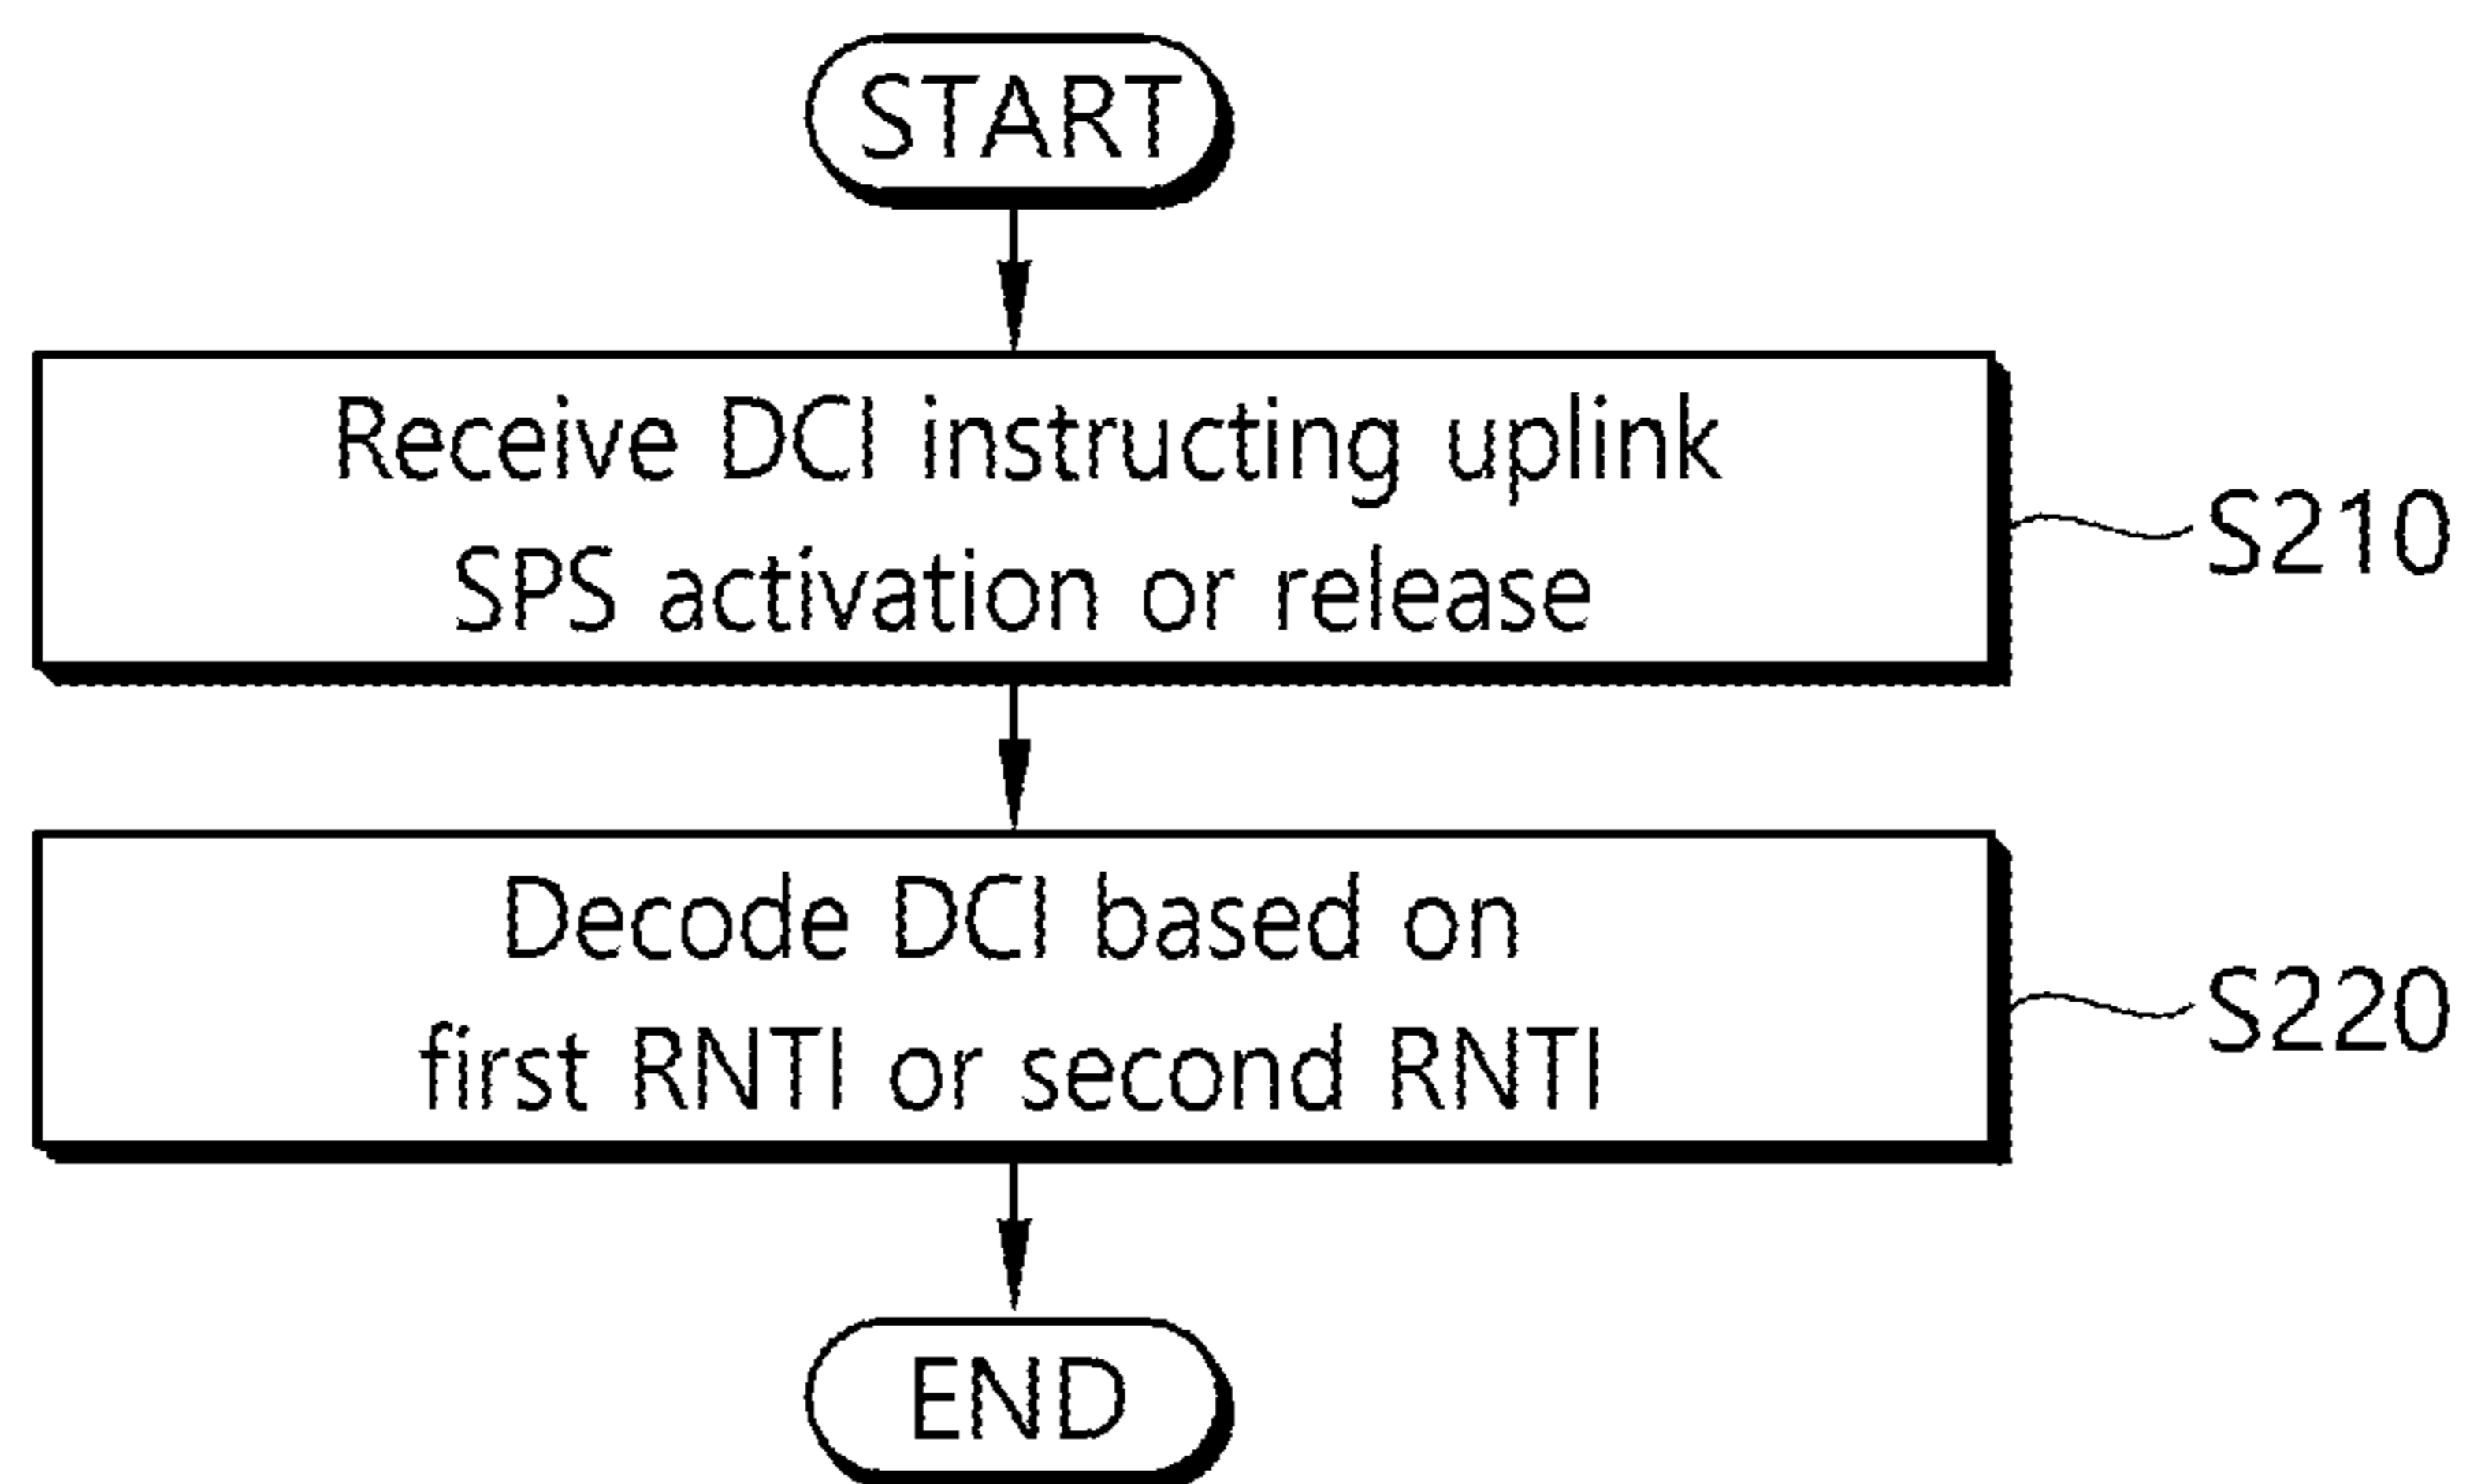 START
Receive DCI instructing uplink
SPS activation or release
S210
Decode DCI based on
first RNTI or second RNTI
S220
END